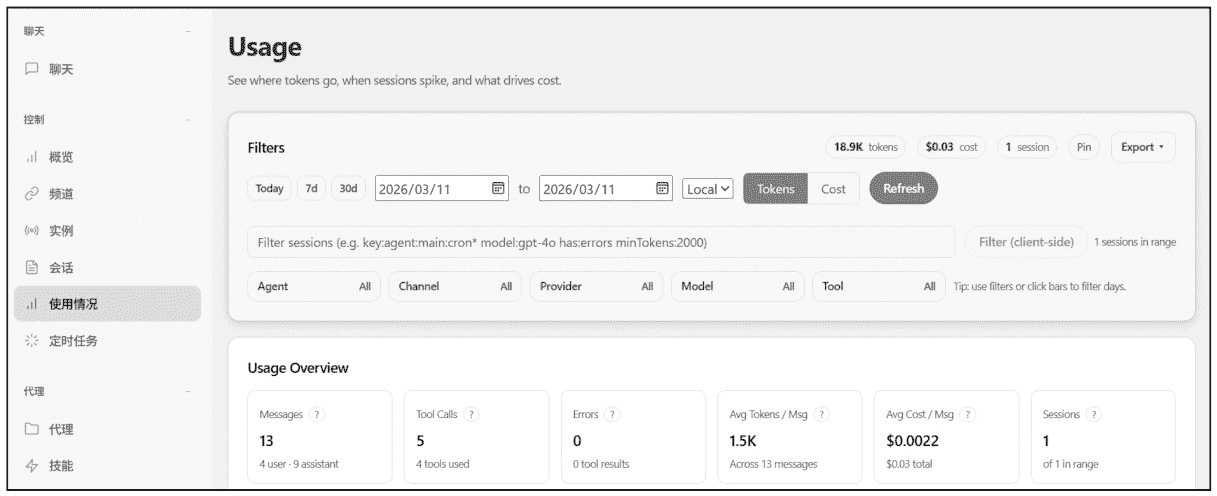 聊天
聊天
控制
概览
频道
实例
会话
使用情况
定时任务
代理
代理
技能
Usage
See where tokens go, when sessions spike, and what drives cost.
Filters
18.9K tokens $0.03 cost 1 session Pin Export
Today 7d 30d 2026/03/11 to 2026/03/11 Local Tokens Cost Refresh
Filter sessions (e.g. key:agent:main:cron* model:gpt-4o has:errors minTokens:2000) Filter (client-side) 1 sessions in range
Agent All Channel All Provider All Model All Tool All Tip: use filters or click bars to filter days.
Usage Overview
Messages ? Tool Calls ? Errors ? Avg Tokens / Msg ? Avg Cost / Msg ? Sessions ?
13 5 0 1.5K $0.0022 1
4 user · 9 assistant 4 tools used 0 tool results Across 13 messages $0.03 total of 1 in range